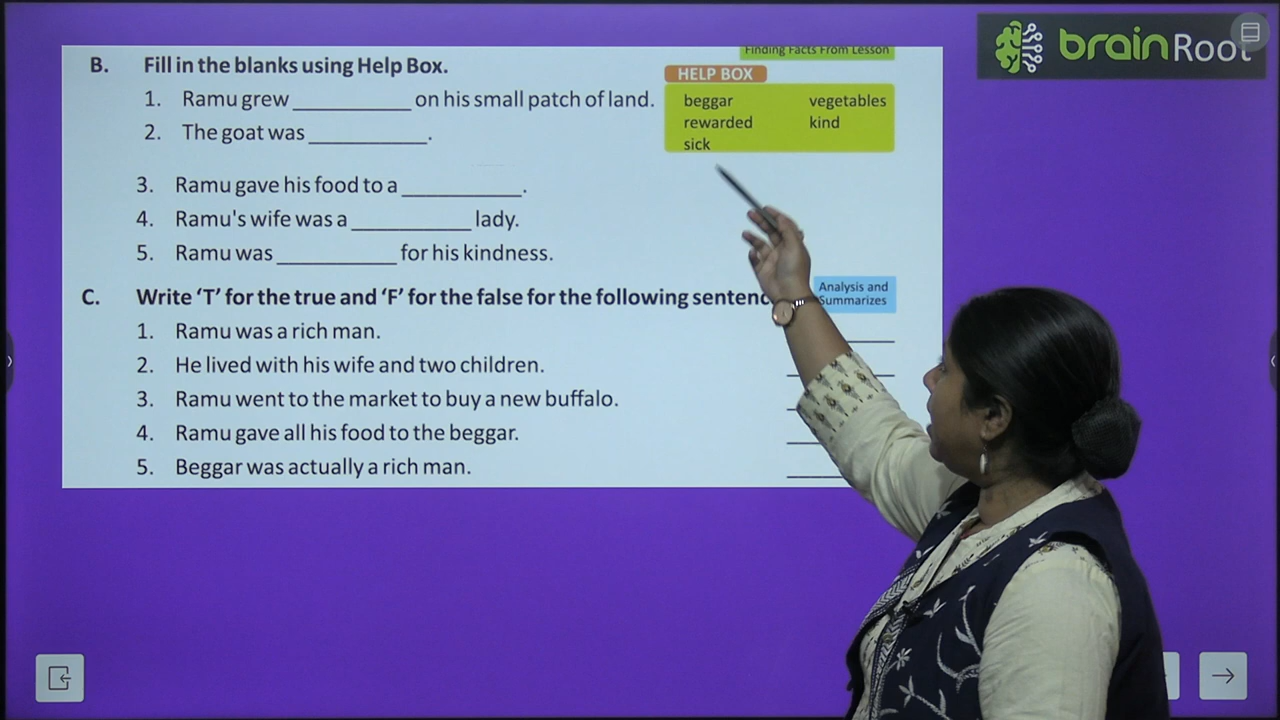 brainRoot
Finding Facts From Lesson
B. Fill in the blanks using Help Box.
HELP BOX
1. Ramu grew __________ on his small patch of land.
beggar vegetables
2. The goat was __________.
rewarded kind
sick
3. Ramu gave his food to a __________.
4. Ramu's wife was a __________ lady.
5. Ramu was __________ for his kindness.
C. Write ‘T’ for the true and ‘F’ for the false for the following
Analysis and
Summarizes
1. Ramu was a rich man.
2. He lived with his wife and two children.
3. Ramu went to the market to buy a new buffalo.
4. Ramu gave all his food to the beggar.
5. Beggar was actually a rich man.